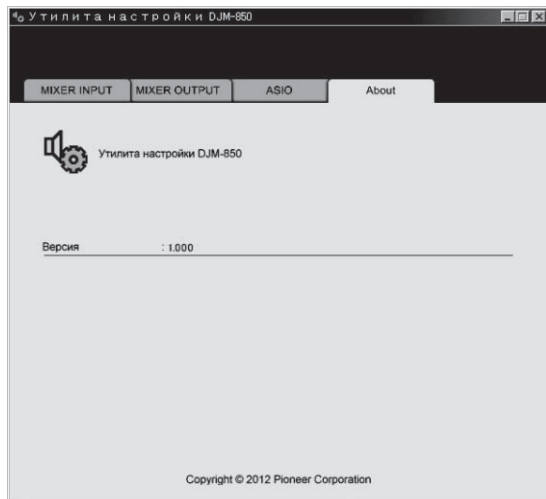 Утилита настройки DJM-850
MIXER INPUT MIXER OUTPUT ASIO About
Утилита настройки DJM-850
Версия : 1.000
Copyright © 2012 Pioneer Corporation